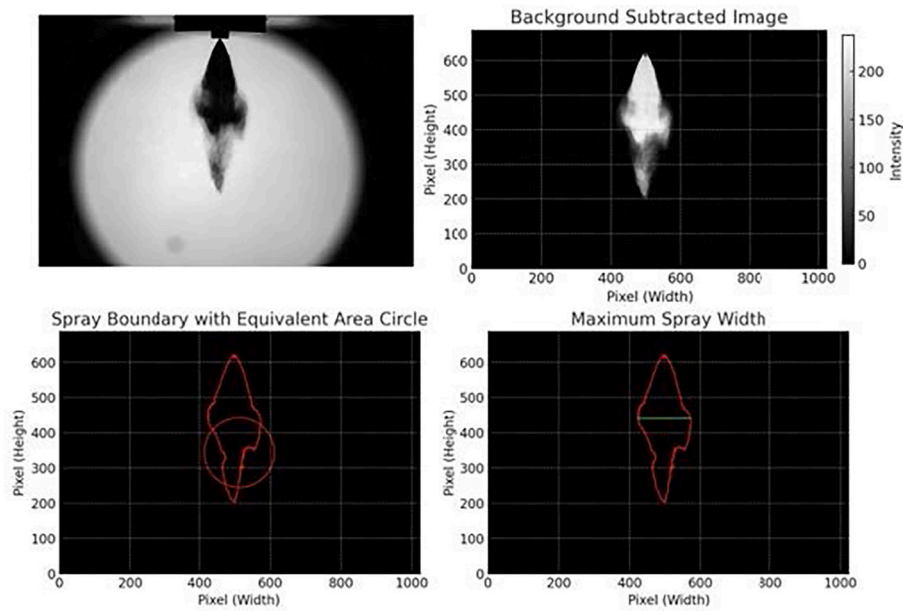 Background Subtracted Image
600
500
400
300
200
100
0
Pixel (Height)
0 200 400 600 800 1000
Pixel (Width)
200
150
100
50
0
Intensity
Spray Boundary with Equivalent Area Circle
600
500
400
300
200
100
0
Pixel (Height)
0 200 400 600 800 1000
Pixel (Width)
Maximum Spray Width
600
500
400
300
200
100
0
Pixel (Height)
0 200 400 600 800 1000
Pixel (Width)